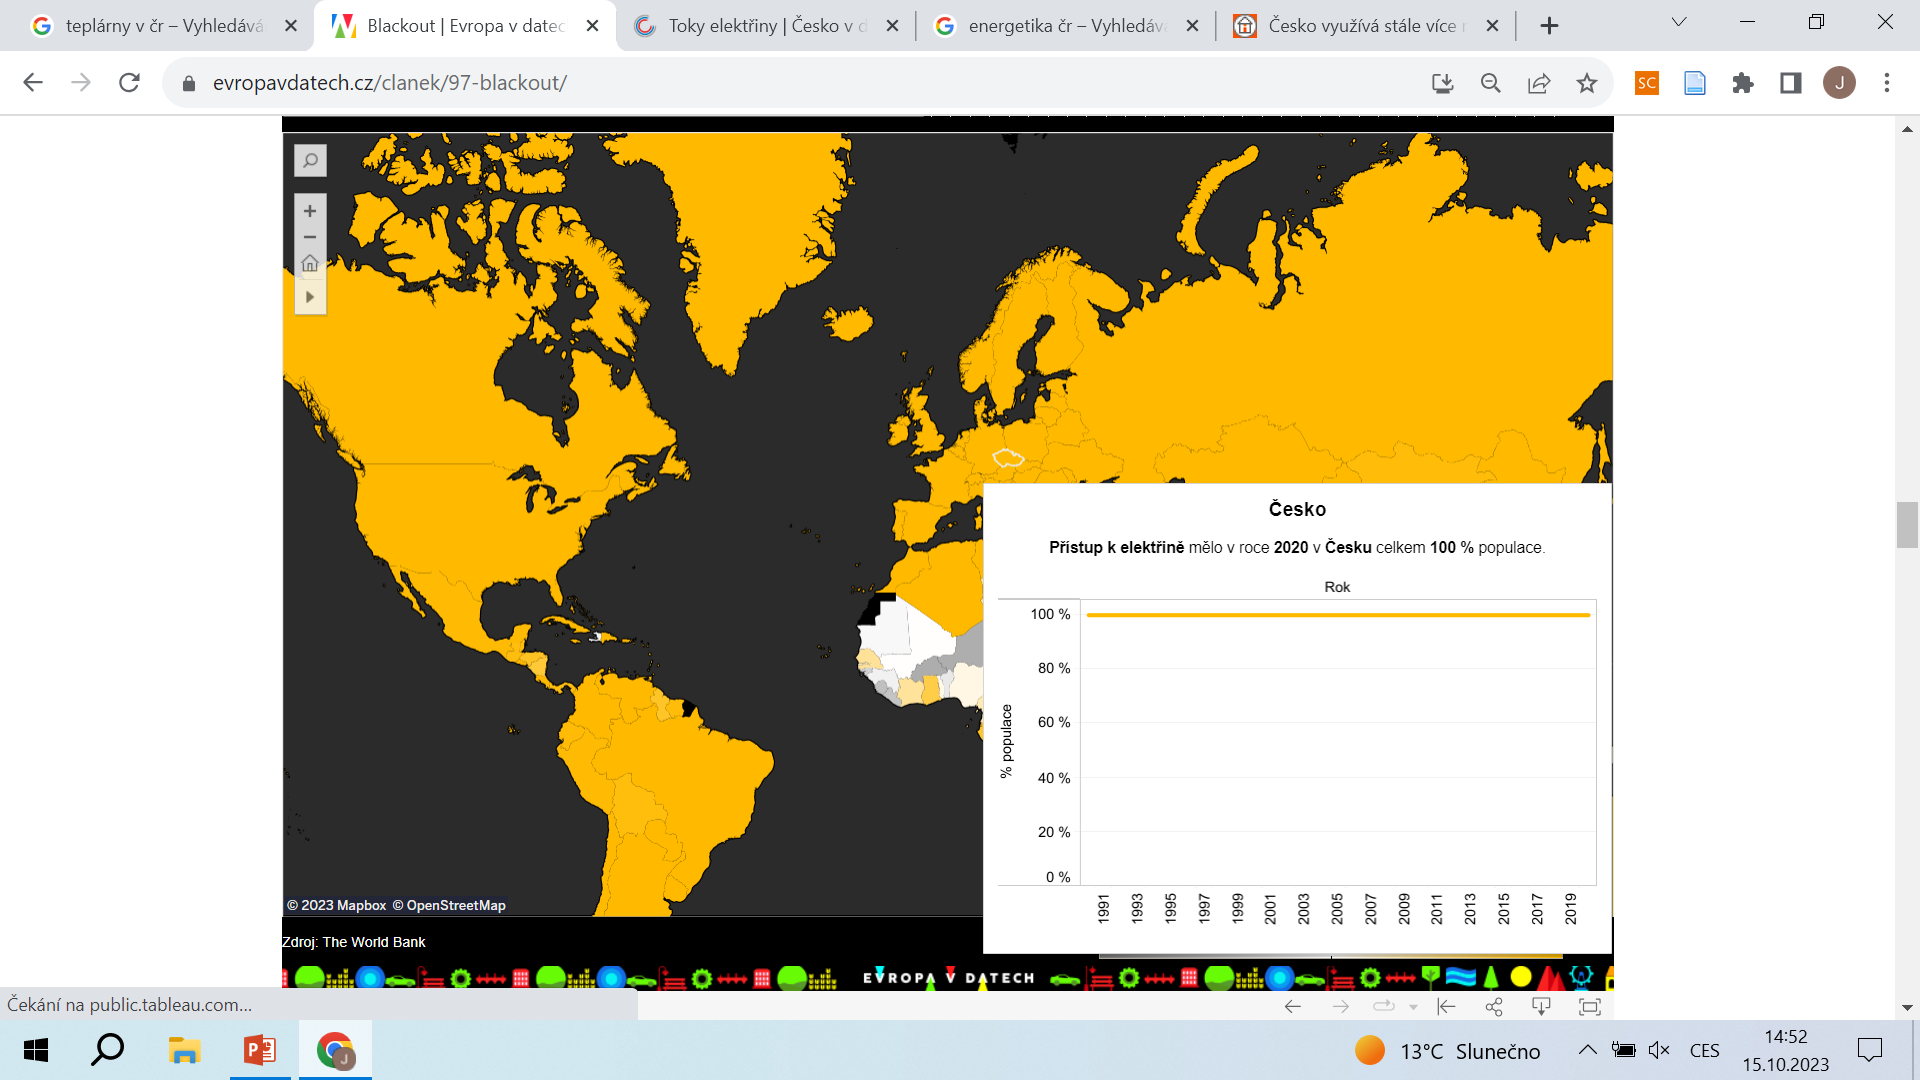 teplárny v čr – Vyhledává
Blackout | Evropa v datec
Toky elektřiny | Česko v d
energetika čr – Vyhledáva
Česko využívá stále více r
evropavdatech.cz/clanek/97-blackout/
SC
J
Česko
Přístup k elektřině mělo v roce 2020 v Česku celkem 100 % populace.
Rok
100 %
80 %
60 %
40 %
20 %
0 %
% populace
1991
1993
1995
1997
1999
2001
2003
2005
2007
2009
2011
2013
2015
2017
2019
© 2023 Mapbox © OpenStreetMap
Zdroj: The World Bank
EVROPA V DATECH
Čekání na public.tableau.com...
13°C Slunečno
CES
14:52
15.10.2023